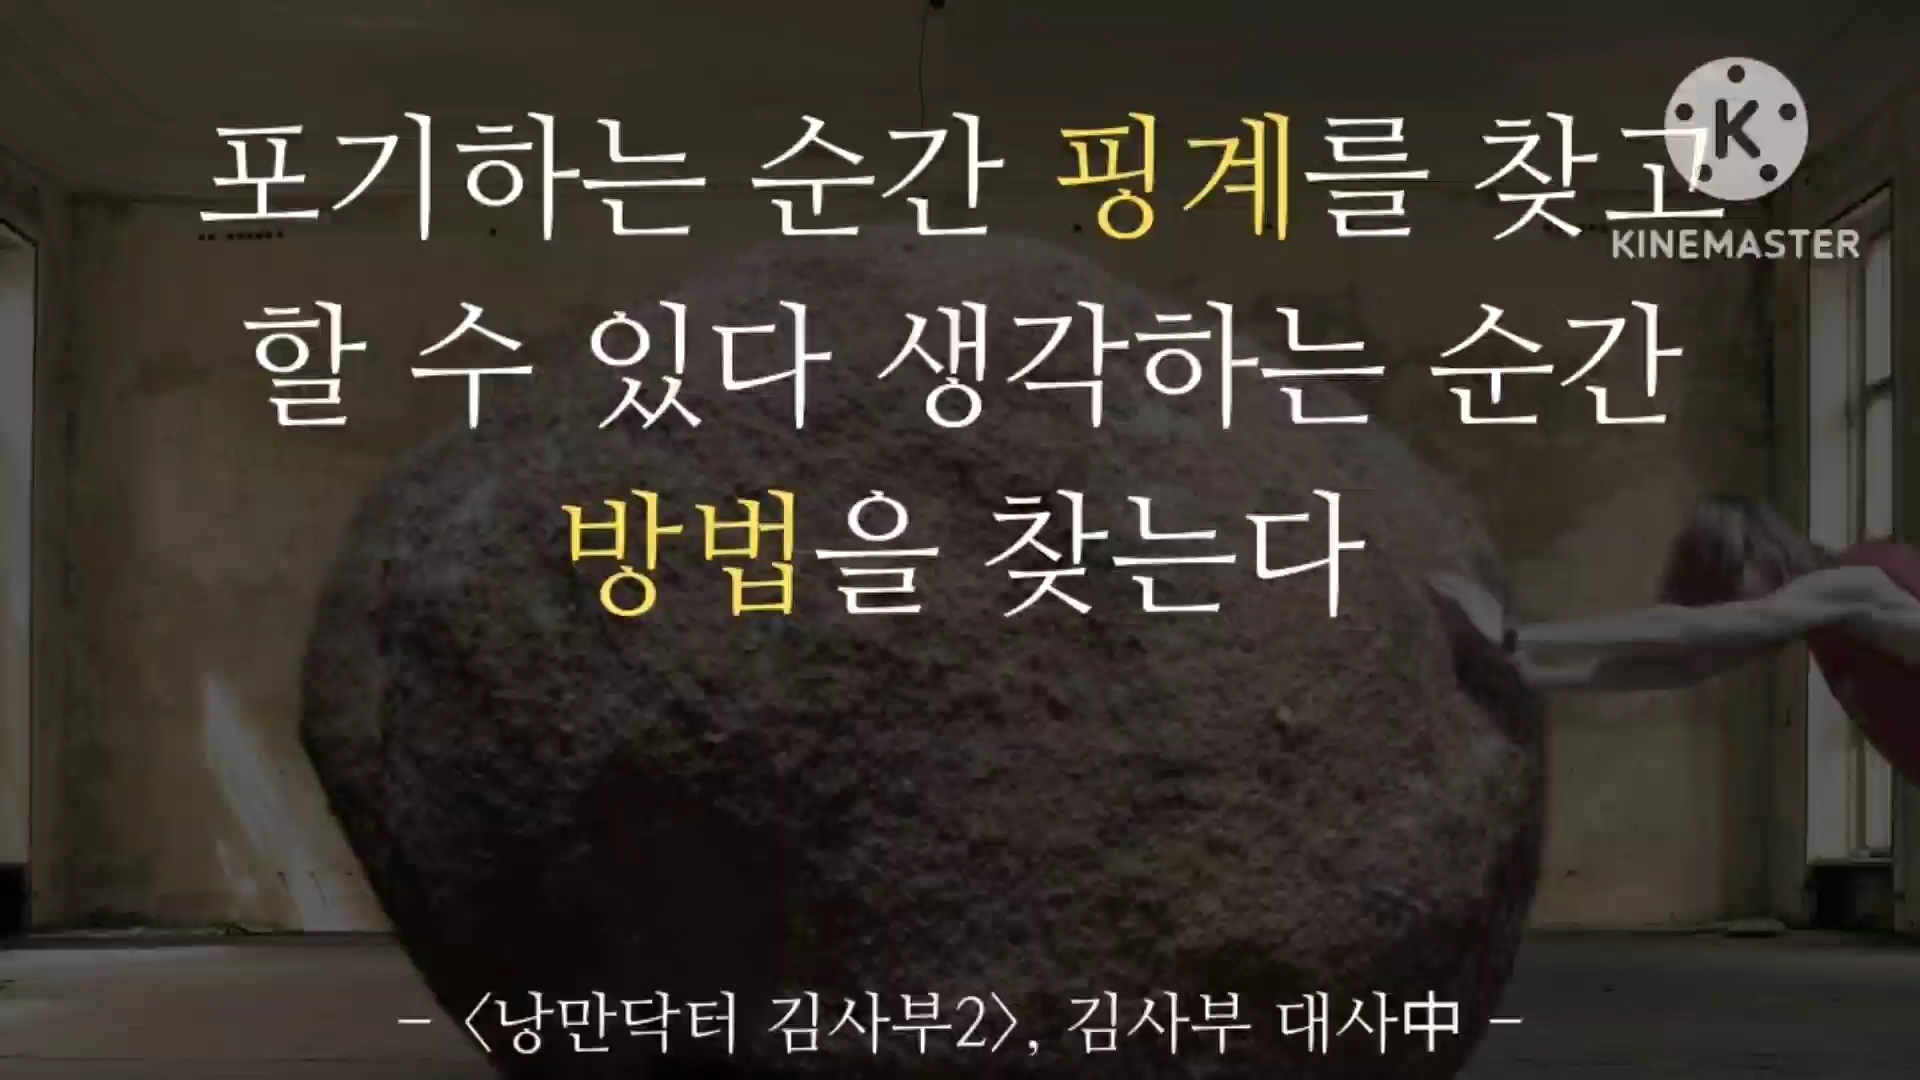 포기하는 순간 핑계를 찾고
할 수 있다 생각하는 순간
방법을 찾는다
- <낭만닥터 김사부2>, 김사부 대사中 -
K
KINEMASTER